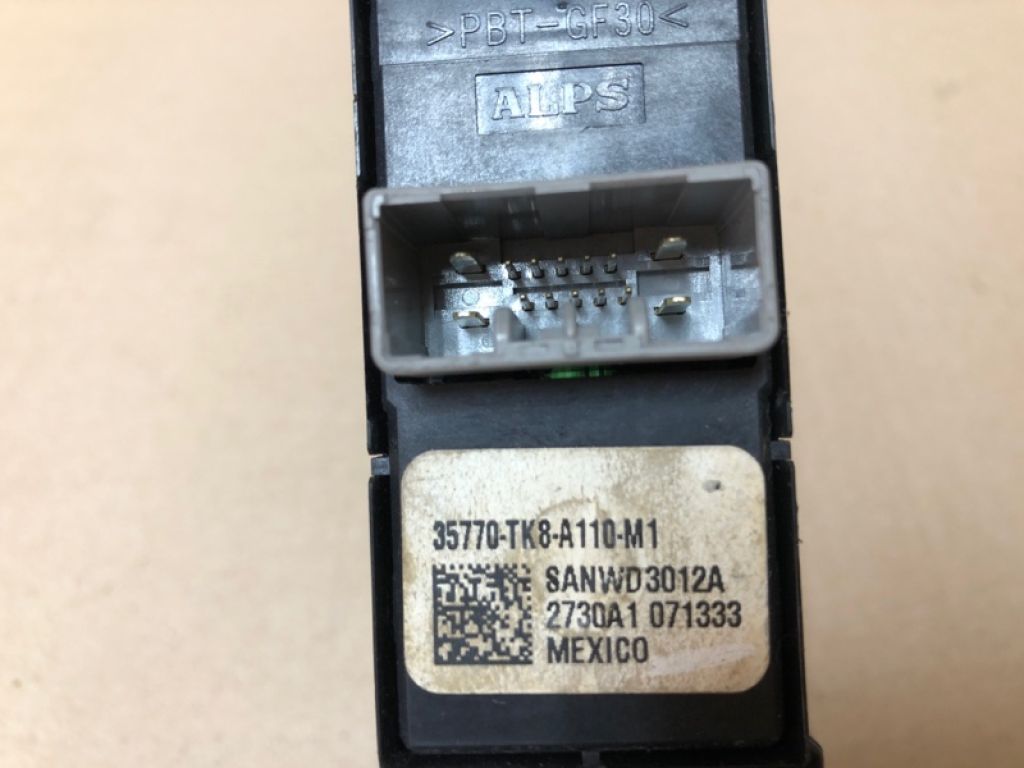 >PBT-GF30<
ALPS
35770-TK8-A110-M1
SANWD3012A
2730A1 071333
MEXICO